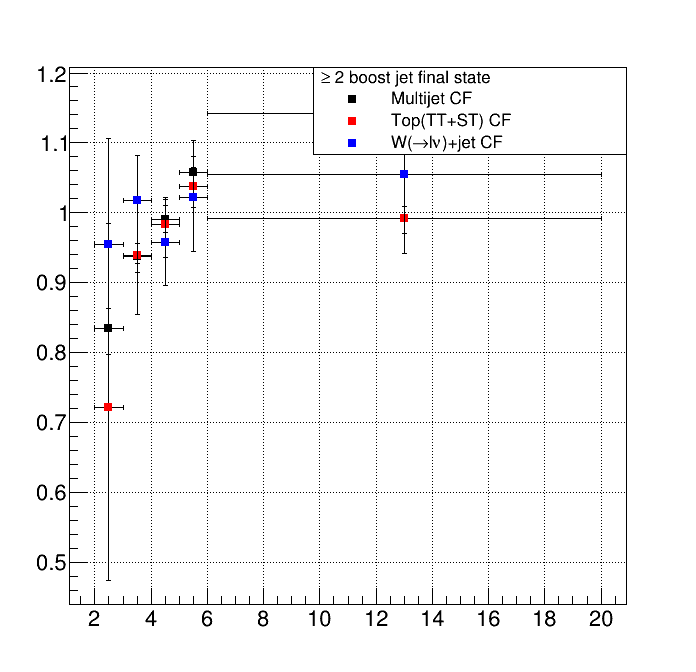 ≥ 2 boost jet final state
Multijet CF
Top(TT+ST) CF
W(→lν)+jet CF
1.2
1.1
1
0.9
0.8
0.7
0.6
0.5
2 4 6 8 10 12 14 16 18 20